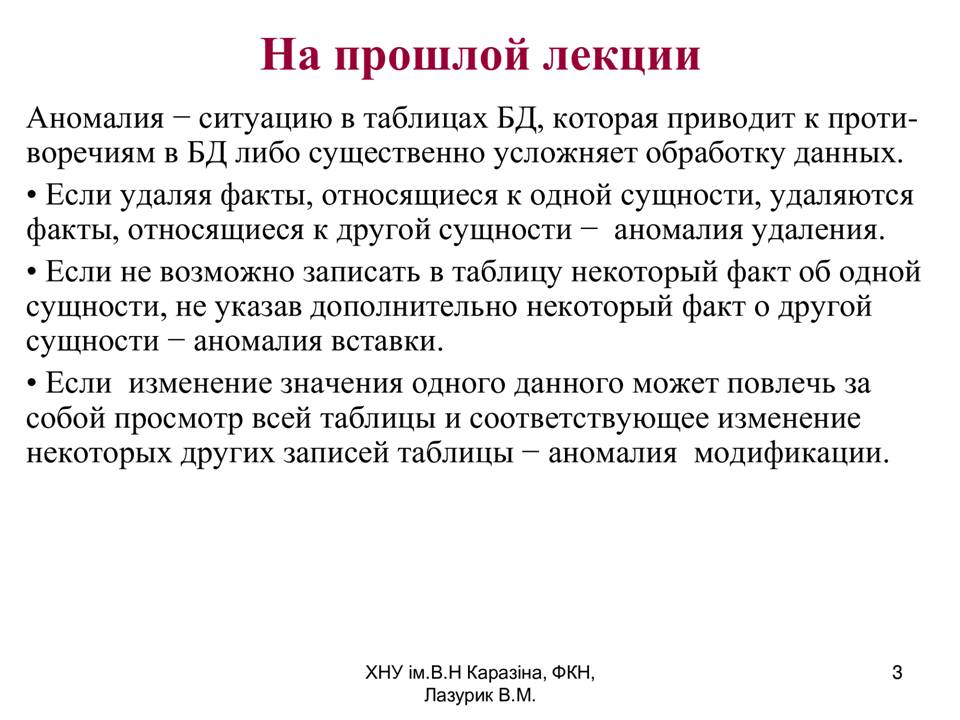 На прошлой лекции
Аномалия − ситуацию в таблицах БД, которая приводит к проти-
воречиям в БД либо существенно усложняет обработку данных.
• Если удаляя факты, относящиеся к одной сущности, удаляются
факты, относящиеся к другой сущности − аномалия удаления.
• Если не возможно записать в таблицу некоторый факт об одной
сущности, не указав дополнительно некоторый факт о другой
сущности − аномалия вставки.
• Если изменение значения одного данного может повлечь за
собой просмотр всей таблицы и соответствующее изменение
некоторых других записей таблицы − аномалия модификации.
ХНУ ім.В.Н Каразіна, ФКН,
Лазурик В.М.
3